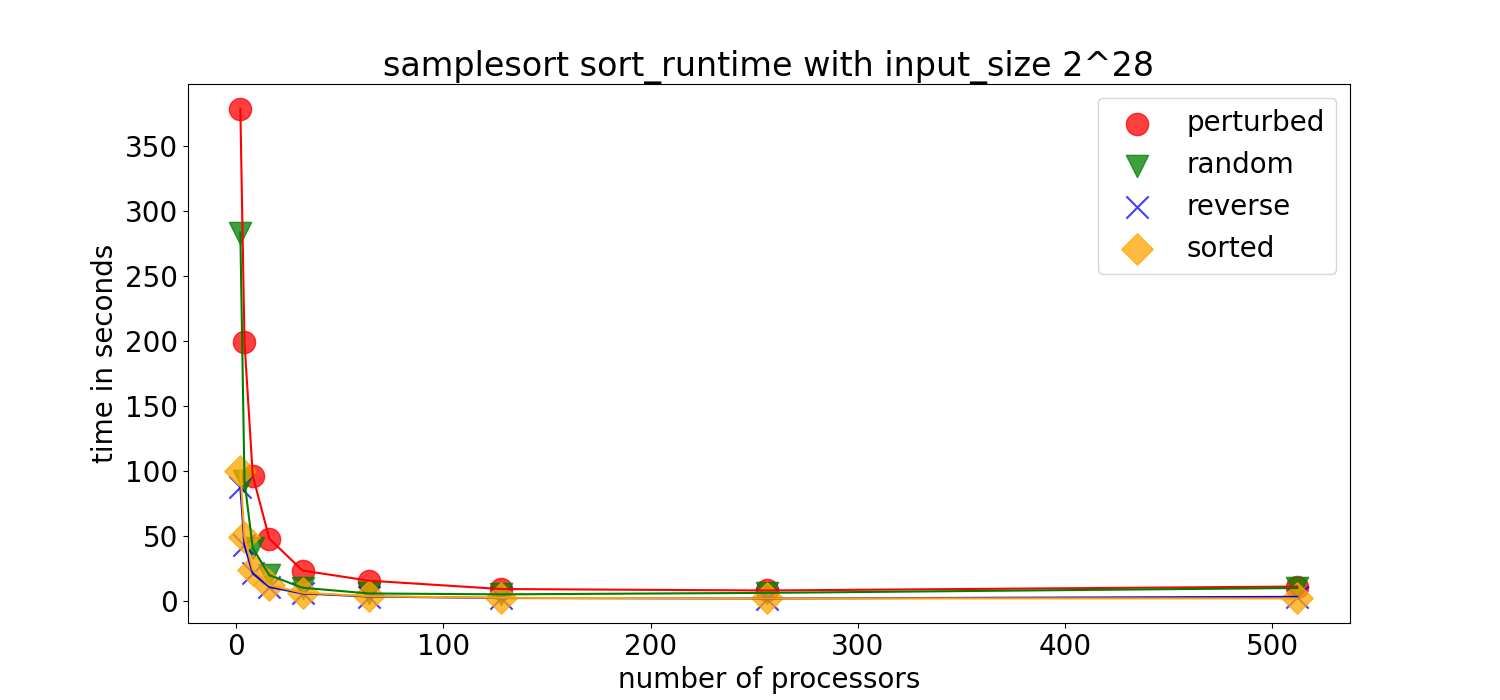 samplesort sort_runtime with input_size 2^28
perturbed
random
reverse
sorted
time in seconds
350
300
250
200
150
100
50
0
0 100 200 300 400 500
number of processors